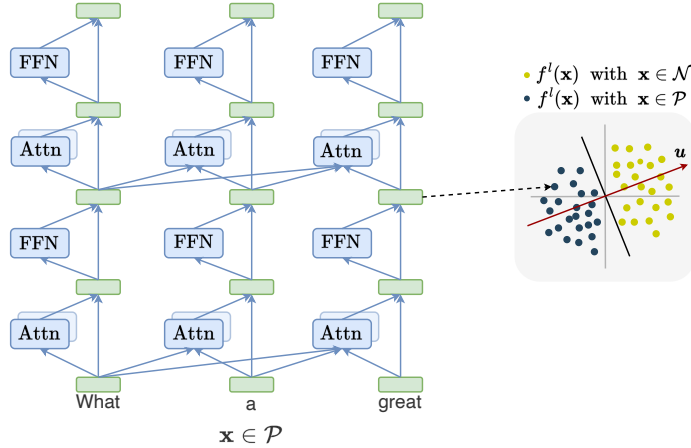 FFN FFN FFN
f^l(x) with x ∈ 𝒩
f^l(x) with x ∈ 𝒫
Attn Attn Attn
u
FFN FFN FFN
Attn Attn Attn
What a great
x ∈ 𝒫